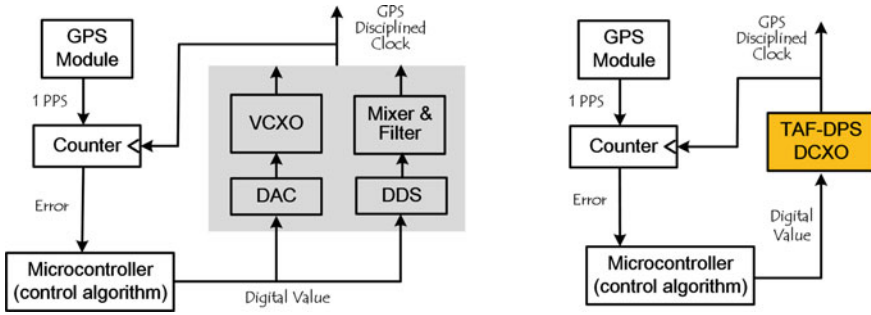 GPS
Disciplined
Clock
GPS
Module
1 PPS
Counter
Error
Microcontroller
(control algorithm)
VCXO
DAC
Mixer &
Filter
DDS
Digital Value
GPS
Disciplined
Clock
GPS
Module
1 PPS
Counter
Error
Microcontroller
(control algorithm)
TAF-DPS
DCXO
Digital
Value